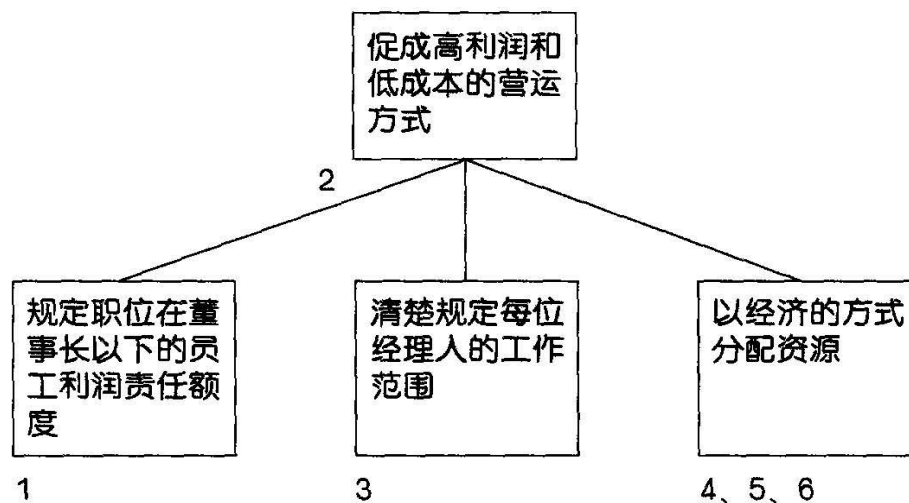 促成高利润和
低成本的营运
方式
2
规定职位在董
事长以下的员
工利润责任额
度
清楚规定每位
经理人的工作
范围
以经济的方式
分配资源
1
3
4、5、6